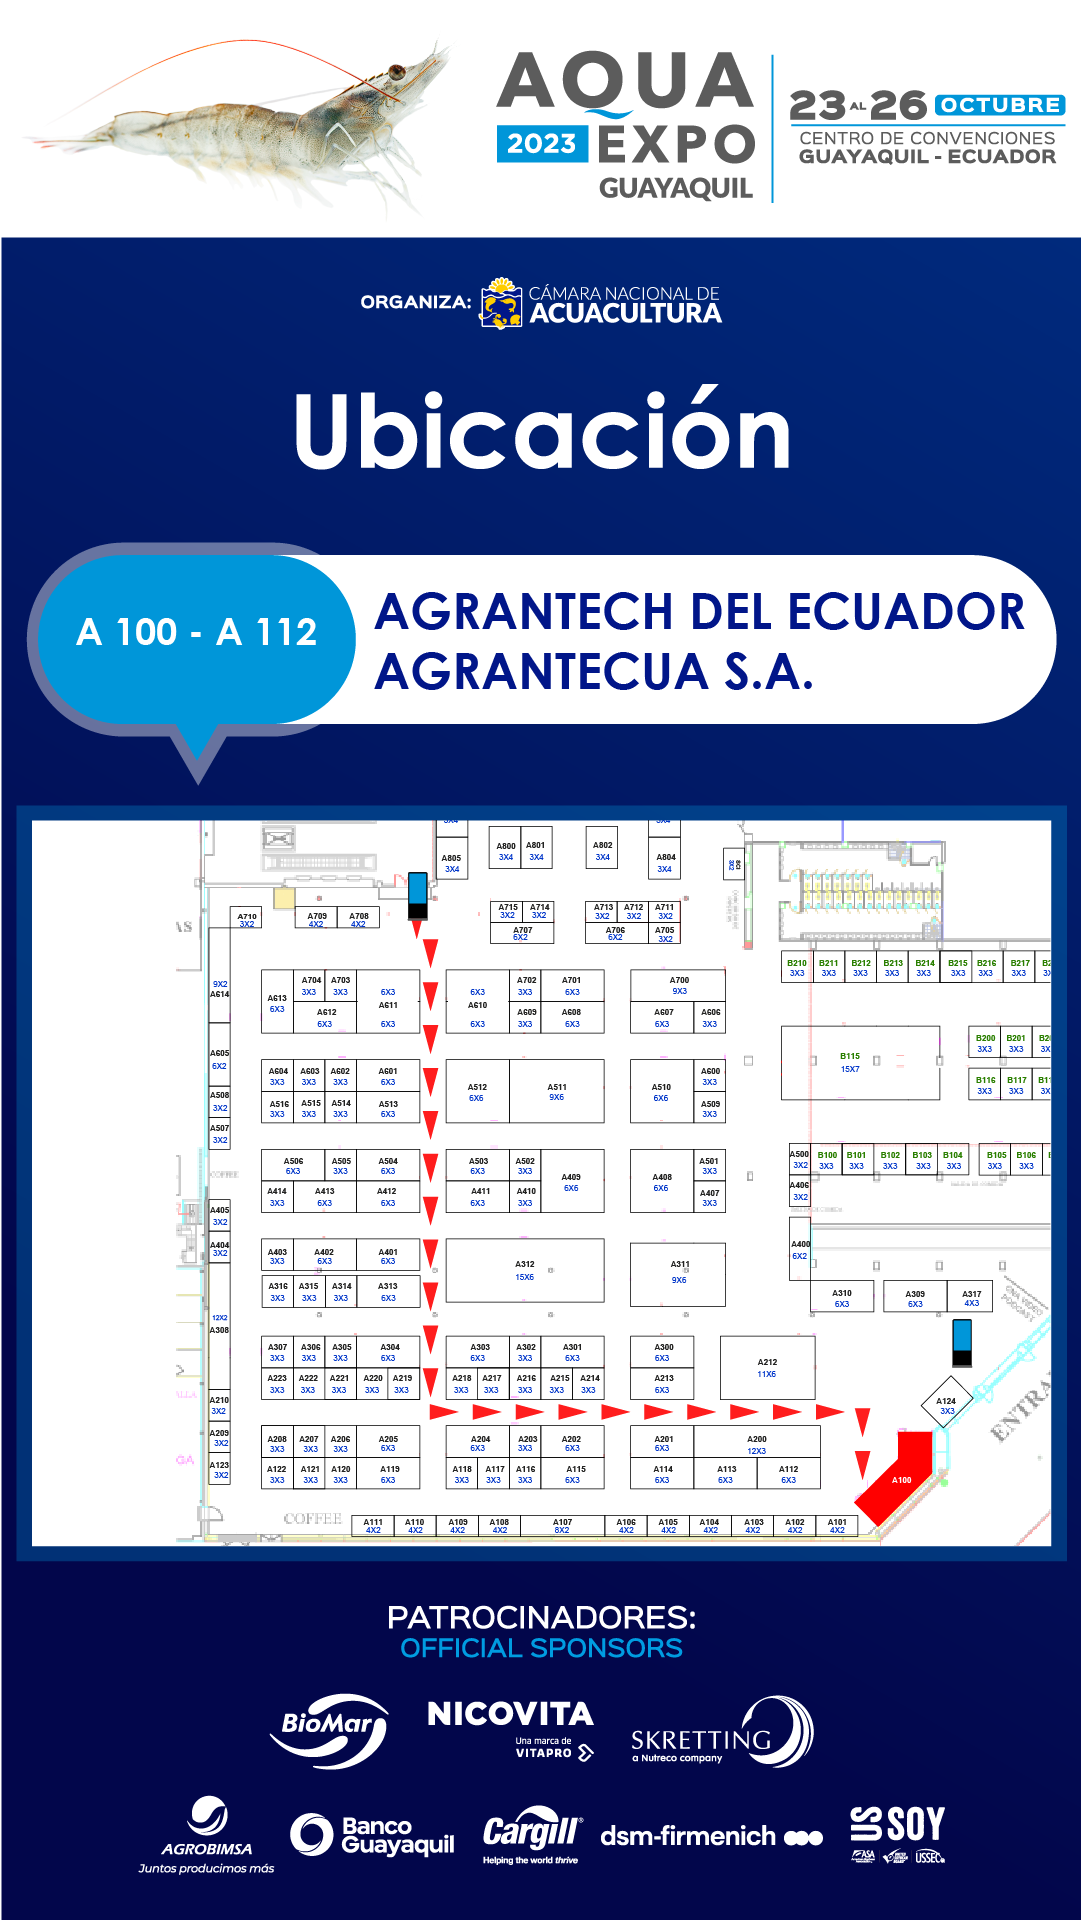 AQUA
2023 EXPO
GUAYAQUIL
23 AL 26 OCTUBRE
CENTRO DE CONVENCIONES
GUAYAQUIL - ECUADOR
ORGANIZA:
CÁMARA NACIONAL DE
ACUACULTURA
Ubicación
A 100 - A 112
AGRANTECH DEL ECUADOR
AGRANTECUA S.A.
A805 A800 A801 A802 A804
3X4 3X4 3X4 3X4 3X4
A710 A709 A708 A715 A714 A713 A712 A711
3X2 4X2 4X2 3X2 3X2 3X2 3X2 3X2
A707 A706 A705
6X2 6X2 3X2
B210 B211 B212 B213 B214 B215 B216 B217
3X3 3X3 3X3 3X3 3X3 3X3 3X3 3X3
9X2
A614
A613 A704 A703 6X3 6X3 A702 A701 A700
6X3 3X3 3X3 A611 A610 3X3 6X3 9X3
A612 A609 A608 A607 A606
6X3 6X3 6X3 3X3 6X3 6X3 3X3
A605
6X2
B115
15X7
B200 B201
3X3 3X3
B116 B117
3X3 3X3
A604 A603 A602 A601 A512 A511 A510 A600
3X3 3X3 3X3 6X3 6X6 9X6 6X6 3X3
A508
3X2
A516 A515 A514 A513 A509
3X3 3X3 3X3 6X3 3X3
A507
3X2
A506 A505 A504 A503 A502 A409 A408 A501
6X3 3X3 6X3 6X3 3X3 6X6 6X6 3X3
A500 B100 B101 B102 B103 B104 B105 B106
3X2 3X3 3X3 3X3 3X3 3X3 3X3 3X3
COFFEE
A414 A413 A412 A411 A410 A407 A406
3X3 6X3 6X3 6X3 3X3 3X3 3X2
A405
3X2
A404
3X2
A403 A402 A401 A312 A311 A400
3X3 6X3 6X3 15X6 9X6 6X2
A316 A315 A314 A313 A310 A309 A317
3X3 3X3 3X3 6X3 6X3 6X3 4X3
12X2
A308
A307 A306 A305 A304 A303 A302 A301 A300
3X3 3X3 3X3 6X3 6X3 3X3 6X3 6X3
A212
11X6
A223 A222 A221 A220 A219 A218 A217 A216 A215 A214 A213
3X3 3X3 3X3 3X3 3X3 3X3 3X3 3X3 3X3 3X3 6X3
A210
3X2
A124
3X3
A209
3X2
A208 A207 A206 A205 A204 A203 A202 A201 A200
3X3 3X3 3X3 6X3 6X3 3X3 6X3 6X3 12X3
A123
3X2
A122 A121 A120 A119 A118 A117 A116 A115 A114 A113 A112
3X3 3X3 3X3 6X3 3X3 3X3 3X3 6X3 6X3 6X3 6X3
A100
COFFEE
A111 A110 A109 A108 A107 A106 A105 A104 A103 A102 A101
4X2 4X2 4X2 4X2 8X2 4X2 4X2 4X2 4X2 4X2 4X2
PATROCINADORES:
OFFICIAL SPONSORS
BioMar
NICOVITA
Una marca de
VITAPRO
SKRETTING
a Nutreco company
AGROBIMSA
Juntos producimos más
Banco
Guayaquil
Cargill®
Helping the world thrive
dsm-firmenich
US SOY
ASA
USSEC